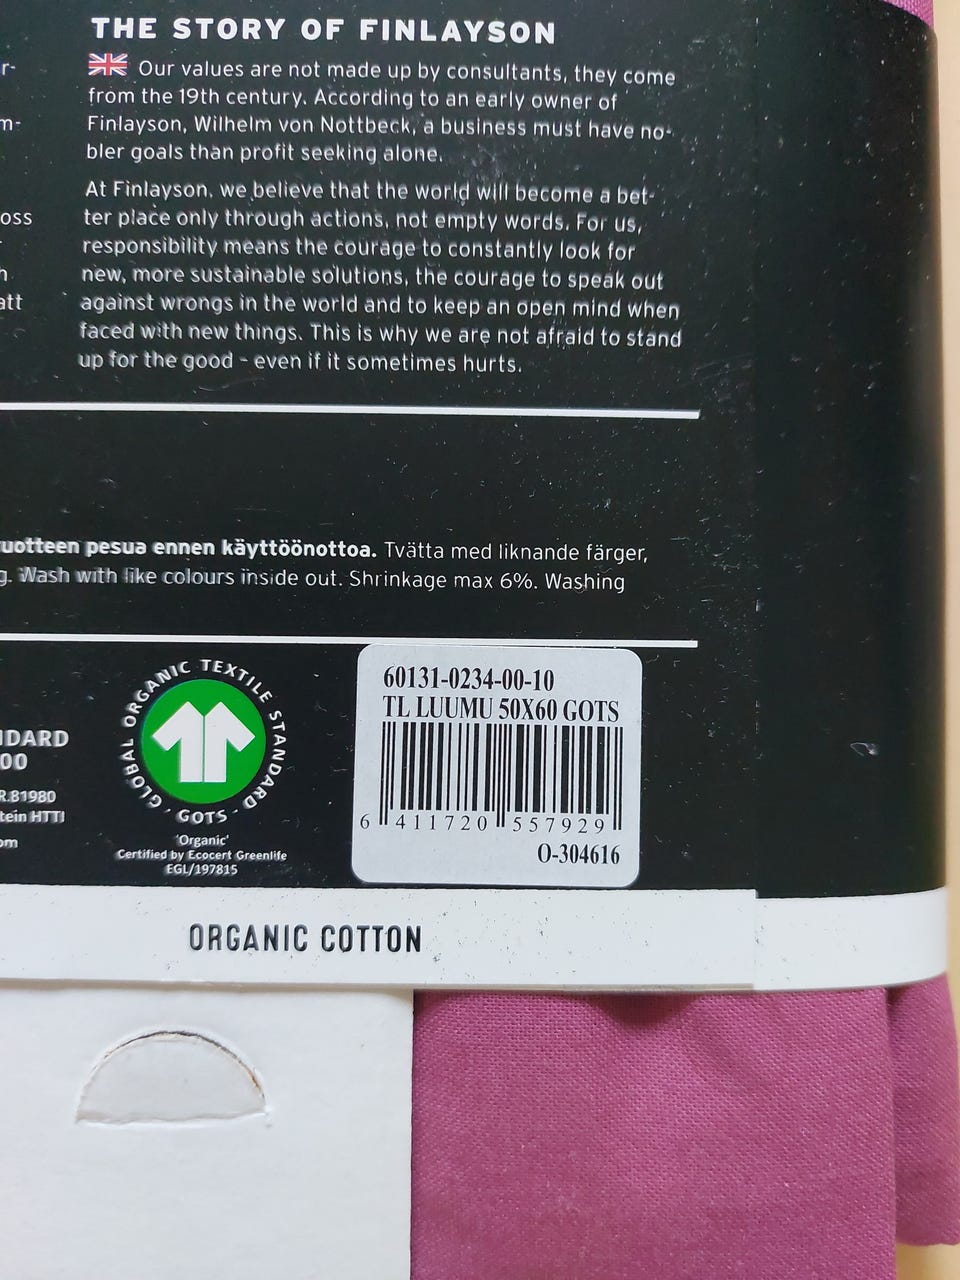 THE STORY OF FINLAYSON
Our values are not made up by consultants, they come
from the 19th century. According to an early owner of
Finlayson, Wilhelm von Nottbeck, a business must have no-
bler goals than profit seeking alone.
At Finlayson, we believe that the world will become a bet-
ter place only through actions, not empty words. For us,
responsibility means the courage to constantly look for
new, more sustainable solutions, the courage to speak out
against wrongs in the world and to keep an open mind when
faced with new things. This is why we are not afraid to stand
up for the good - even if it sometimes hurts.
r-
m-
oss
h
att
uotteen pesua ennen käyttöönottoa. Tvätta med liknande färger,
g. Wash with like colours inside out. Shrinkage max 6%. Washing
NDARD
00
R.81980
tein HTTI
om
GLOBAL ORGANIC TEXTILE STANDARD
· GOTS ·
'Organic'
Certified by Ecocert Greenlife
EGL/197815
60131-0234-00-10
TL LUUMU 50X60 GOTS
6 411720 557929
O-304616
ORGANIC COTTON